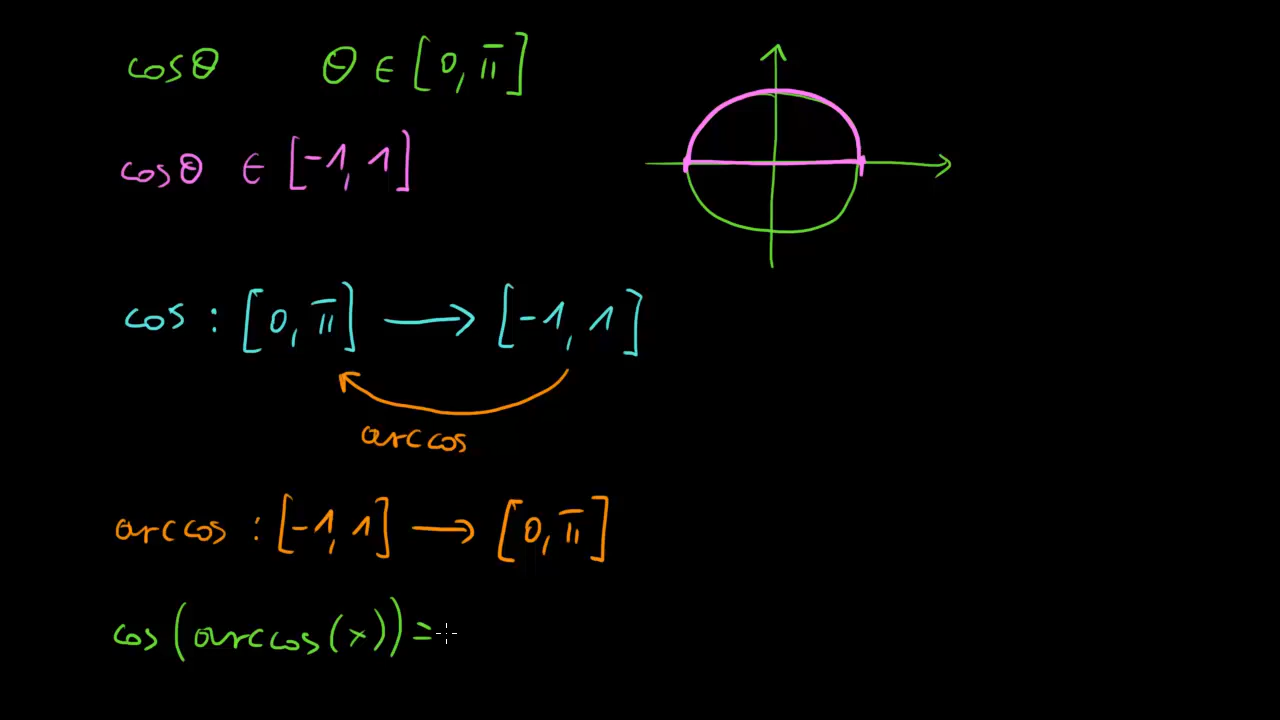 cosθ θ ∈ [0, π]
cosθ ∈ [-1, 1]
cos : [0, π] ⟶ [-1, 1]
arccos
arccos : [-1, 1] ⟶ [0, π]
cos(arccos(x))=